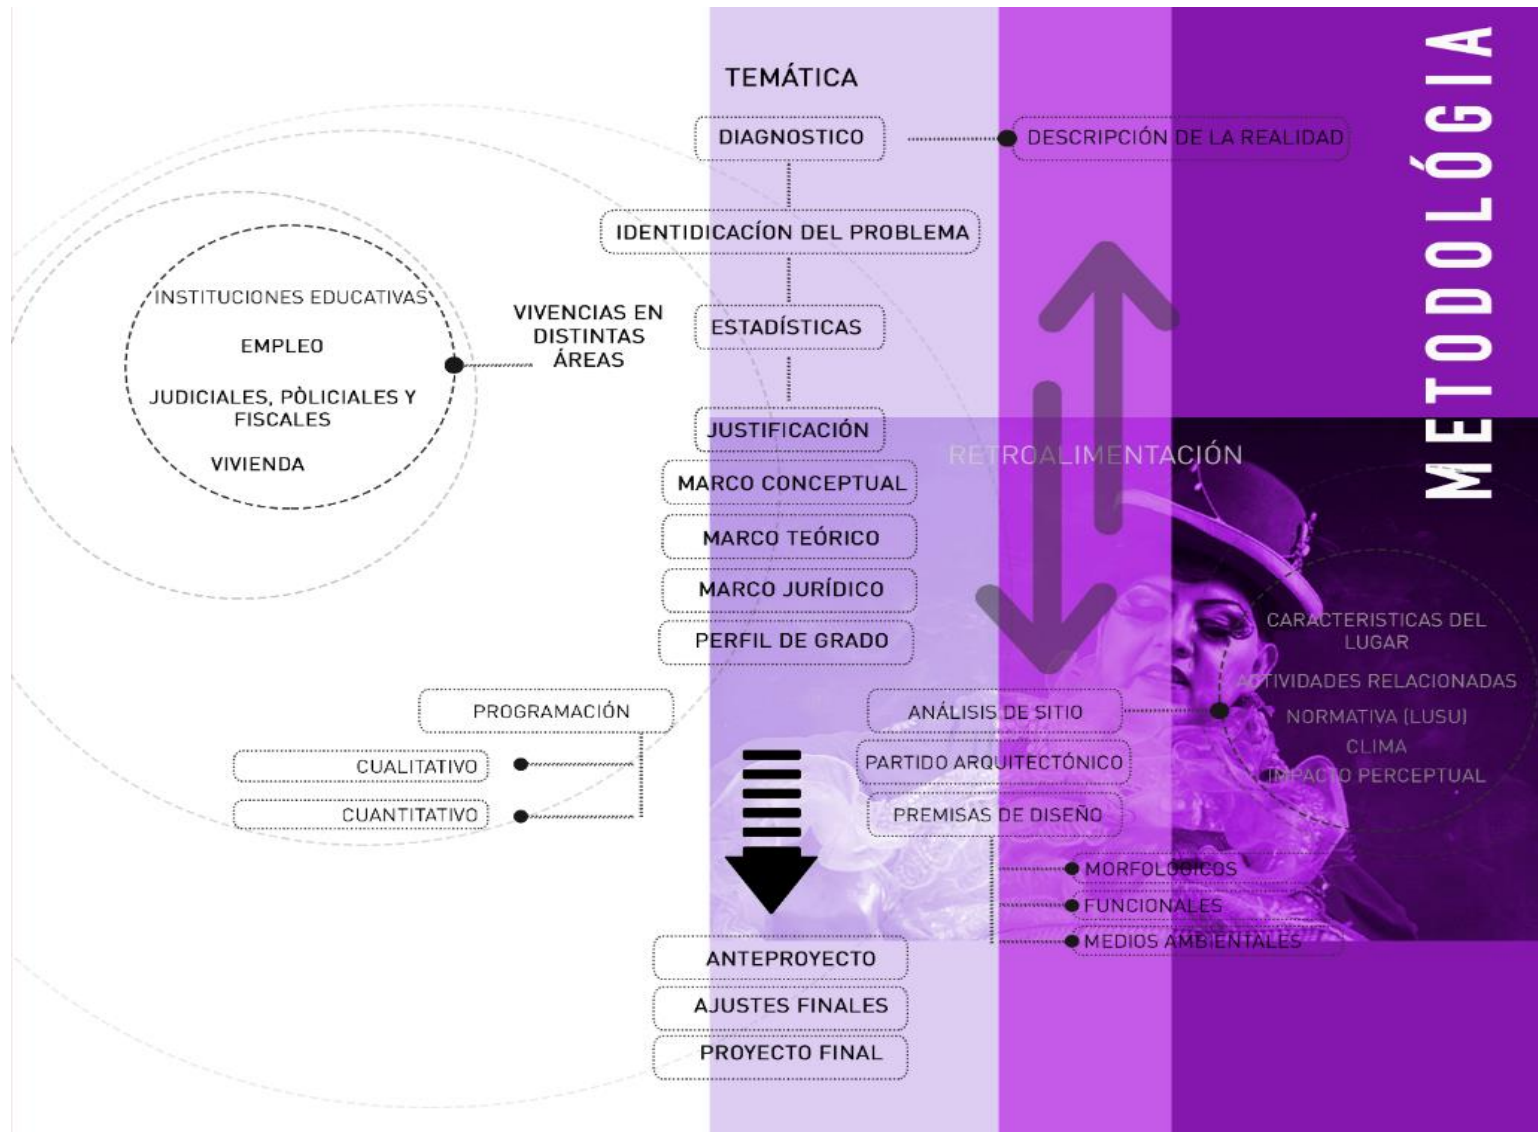 METODOLÓGIA
TEMÁTICA
DIAGNOSTICO
DESCRIPCIÓN DE LA REALIDAD
IDENTIDICACÍON DEL PROBLEMA
INSTITUCIONES EDUCATIVAS
EMPLEO
JUDICIALES, PÒLICIALES Y
FISCALES
VIVIENDA
VIVENCIAS EN
DISTINTAS
ÁREAS
ESTADÍSTICAS
JUSTIFICACIÓN
RETROALIMENTACIÓN
MARCO CONCEPTUAL
MARCO TEÓRICO
MARCO JURÍDICO
PERFIL DE GRADO
PROGRAMACIÓN
CUALITATIVO
CUANTITATIVO
ANÁLISIS DE SITIO
PARTIDO ARQUITECTÓNICO
PREMISAS DE DISEÑO
CARACTERISTICAS DEL
LUGAR
ACTIVIDADES RELACIONADAS
NORMATIVA (LUSU)
CLIMA
IMPACTO PERCEPTUAL
MORFOLÓGICOS
FUNCIONALES
MEDIOS AMBIENTALES
ANTEPROYECTO
AJUSTES FINALES
PROYECTO FINAL